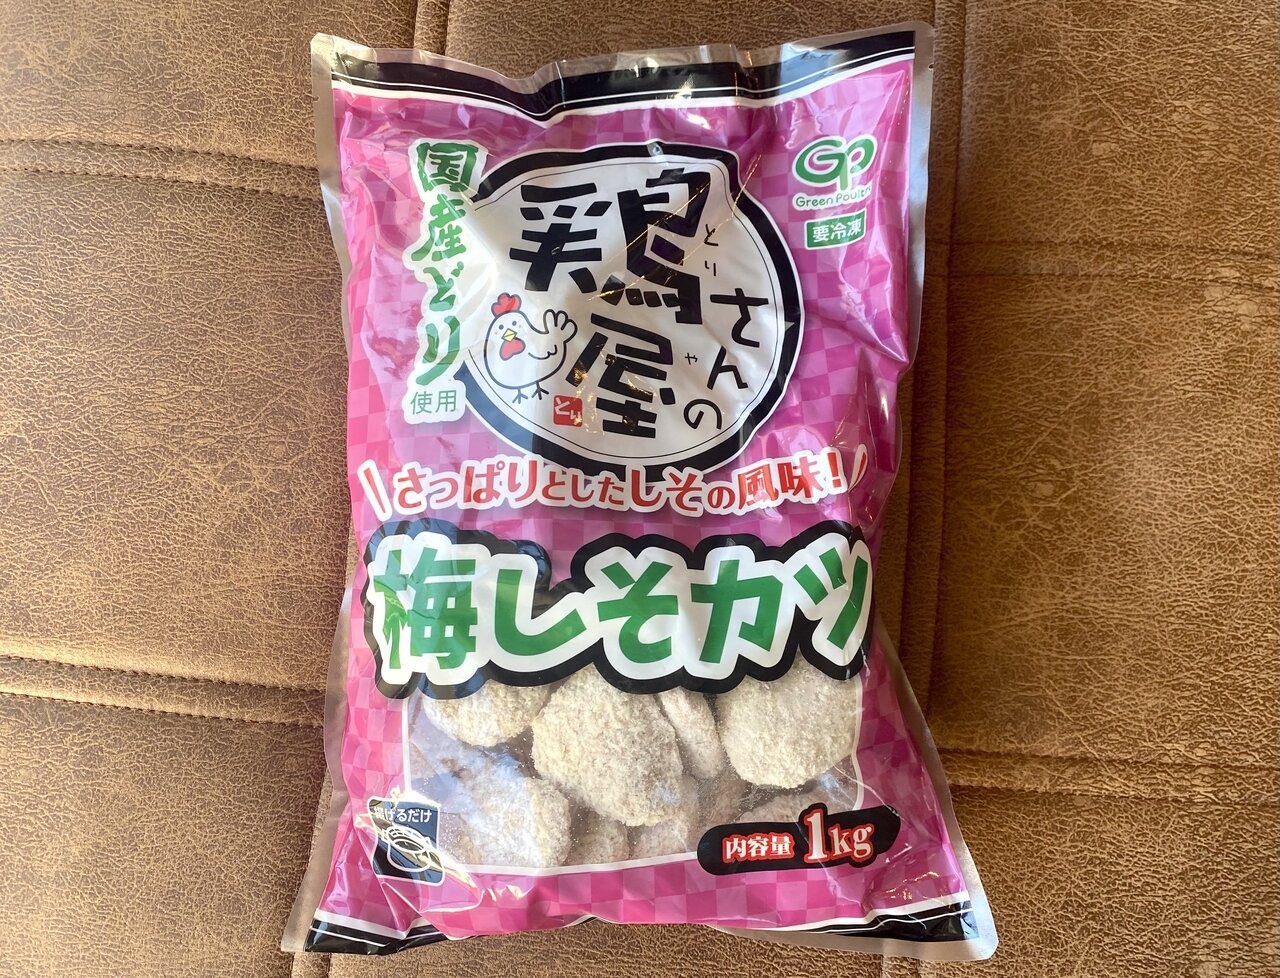 国産どり
使用
鶏屋さんの
とり
や
とり
GP
Green Poultry
要冷凍
さっぱりとしたしその風味！
梅しそカツ
揚げるだけ
内容量 1kg